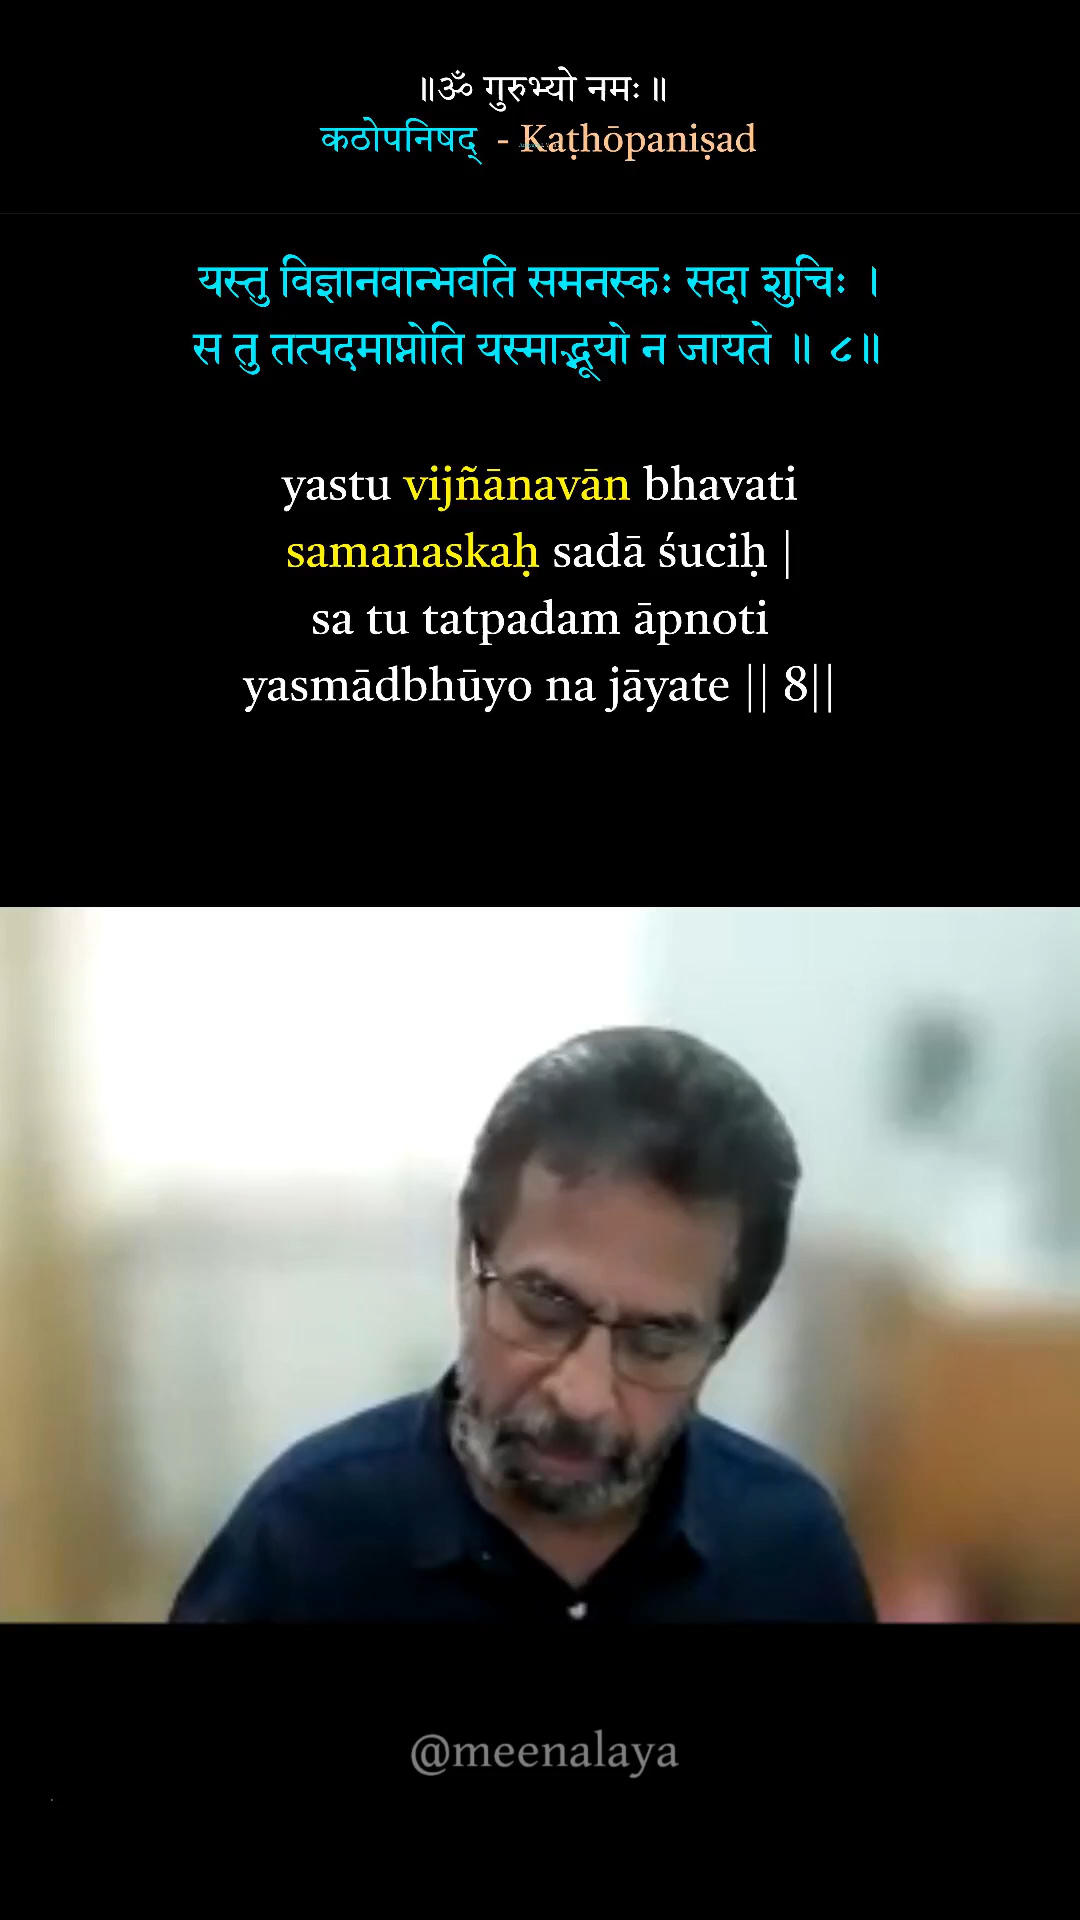 ॥ॐ गुरुभ्यो नमः॥
कठोपनिषद् - Kaṭhōpaniṣad
यस्तु विज्ञानवान्भवति समनस्कः सदा शुचिः ।
स तु तत्पदमाप्नोति यस्माद्भूयो न जायते ॥ ८॥
yastu vijñānavān bhavati
samanaskaḥ sadā śuciḥ |
sa tu tatpadam āpnoti
yasmādbhūyo na jāyate || 8||
@meenalaya